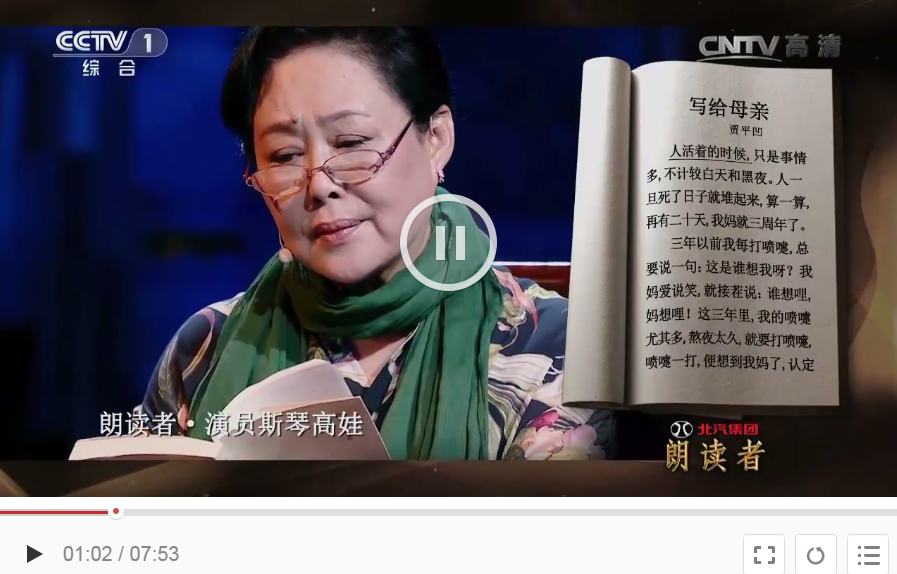 CCTV 1
综合
CNTV 高清
写给母亲
贾平凹
人活着的时候,只是事情
多,不计较白天和黑夜。人一
旦死了日子就堆起来,算一算,
再有二十天,我妈就三周年了。
三年以前我每打喷嚏,总
要说一句:这是谁想我呀?我
妈爱说笑,就接茬说:谁想哩,
妈想哩!这三年里,我的喷嚏
尤其多,熬夜太久,就要打喷嚏,
喷嚏一打,便想到我妈了,认定
朗读者·演员斯琴高娃
北汽集团
朗读者
01:02 / 07:53